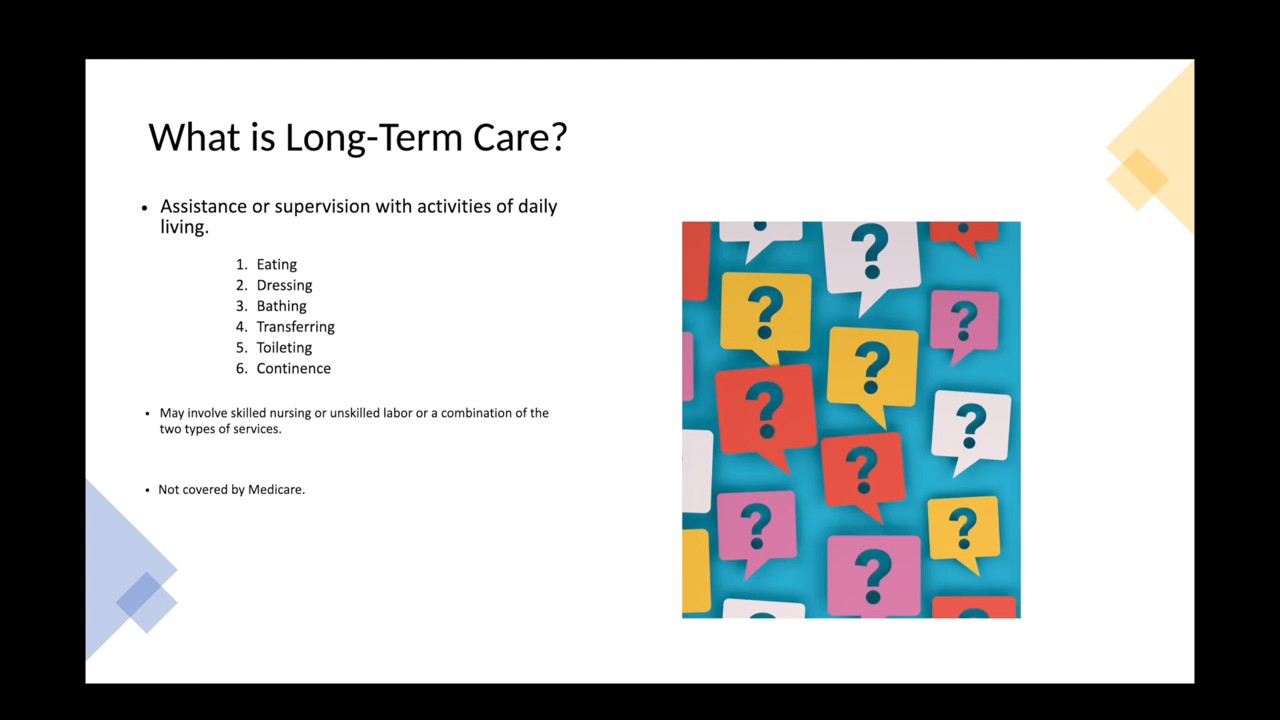 What is Long-Term Care?
• Assistance or supervision with activities of daily
living.
1. Eating
2. Dressing
3. Bathing
4. Transferring
5. Toileting
6. Continence
• May involve skilled nursing or unskilled labor or a combination of the
two types of services.
• Not covered by Medicare.
? ? ?
? ?
?
? ?
?
?
? ?
?
? ?